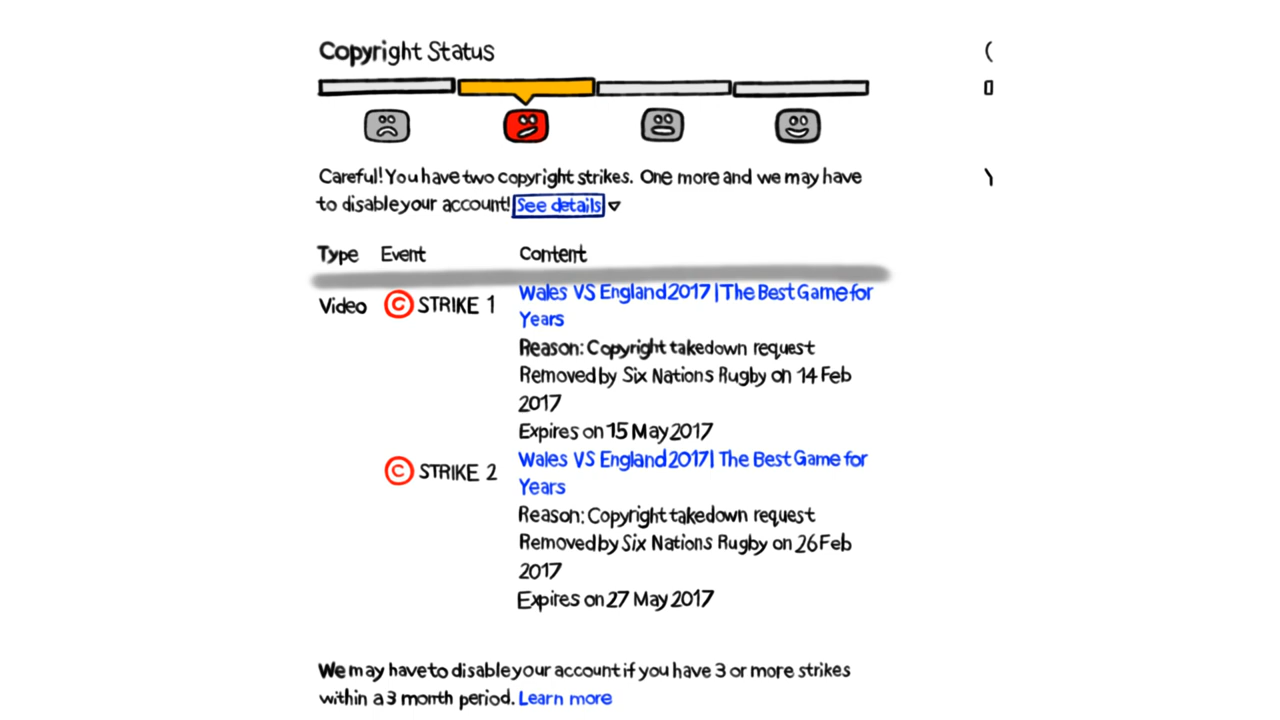 Copyright Status
(
Careful! You have two copyright strikes. One more and we may have
to disable your account! See details
Type Event Content
Video © STRIKE 1 Wales VS England 2017 | The Best Game for
Years
Reason: Copyright takedown request
Removed by Six Nations Rugby on 14 Feb
2017
Expires on 15 May 2017
© STRIKE 2 Wales VS England 2017 | The Best Game for
Years
Reason: Copyright takedown request
Removed by Six Nations Rugby on 26 Feb
2017
Expires on 27 May 2017
We may have to disable your account if you have 3 or more strikes
within a 3 month period. Learn more